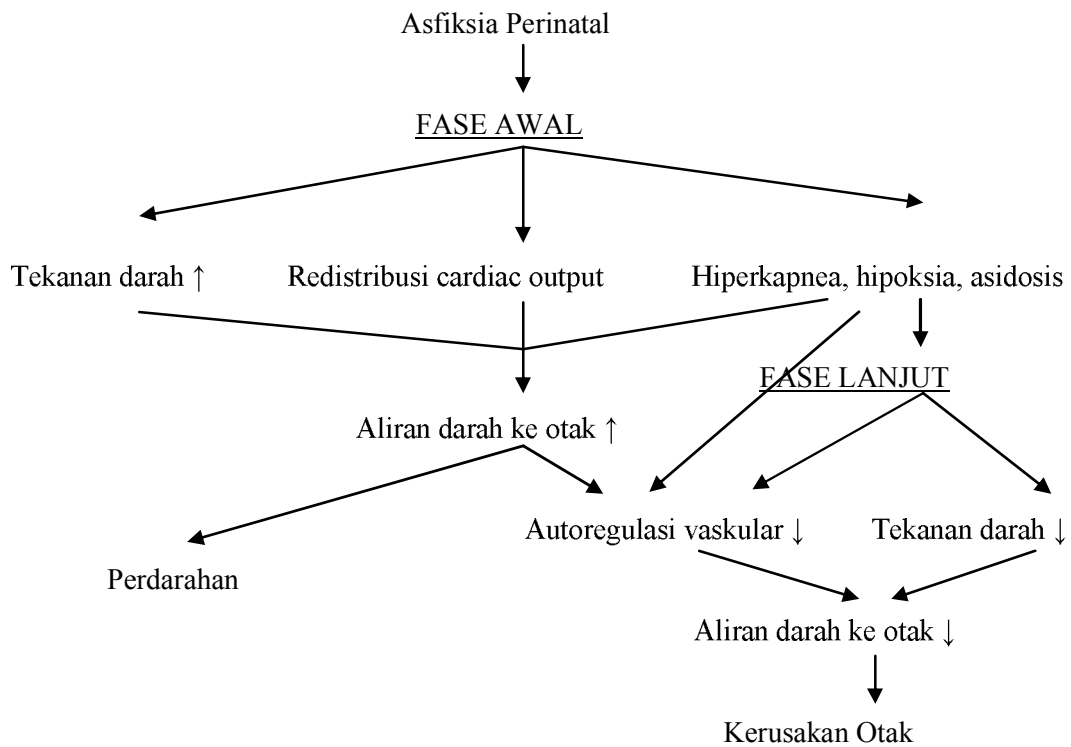 Asfiksia Perinatal
FASE AWAL
Tekanan darah ↑
Redistribusi cardiac output
Hiperkapnea, hipoksia, asidosis
FASE LANJUT
Aliran darah ke otak ↑
Autoregulasi vaskular ↓
Tekanan darah ↓
Perdarahan
Aliran darah ke otak ↓
Kerusakan Otak